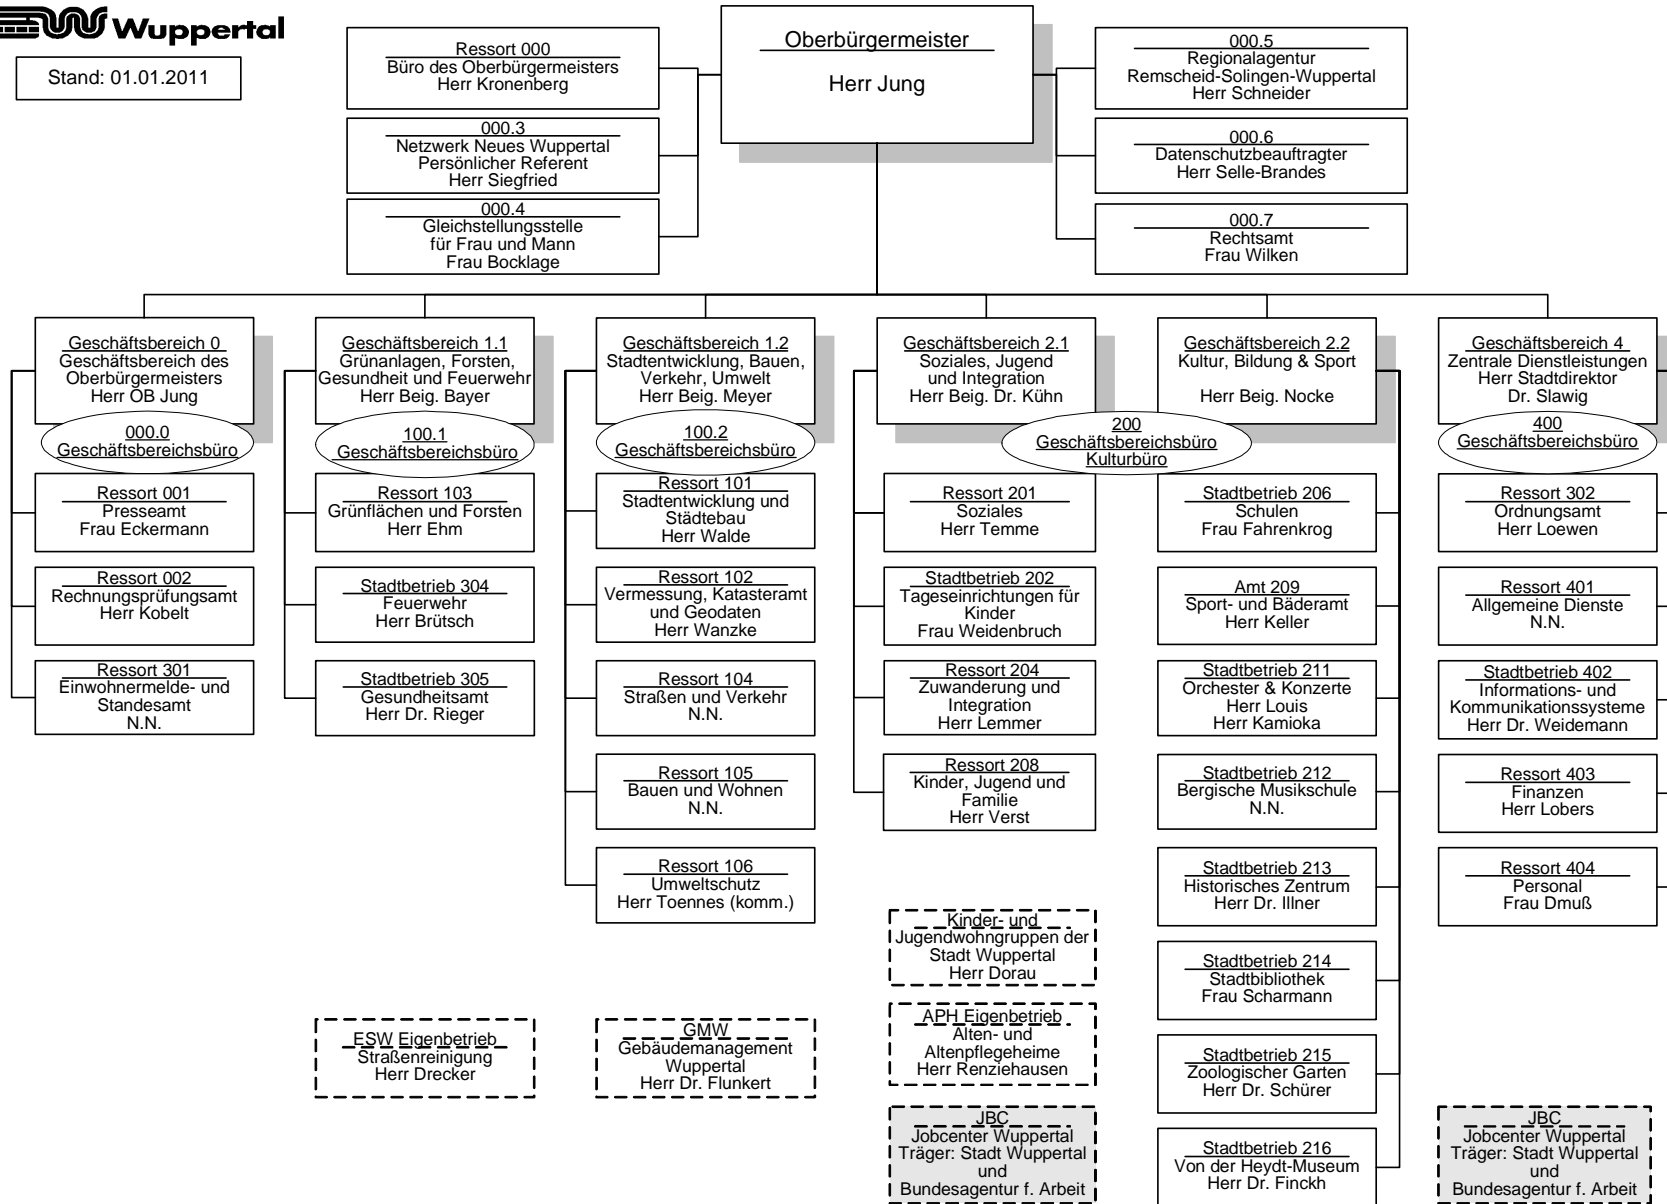 Wuppertal
Stand: 01.01.2011
Ressort 000
Büro des Oberbürgermeisters
Herr Kronenberg
000.3
Netzwerk Neues Wuppertal
Persönlicher Referent
Herr Siegfried
000.4
Gleichstellungsstelle
für Frau und Mann
Frau Bocklage
Oberbürgermeister
Herr Jung
000.5
Regionalagentur
Remscheid-Solingen-Wuppertal
Herr Schneider
000.6
Datenschutzbeauftragter
Herr Selle-Brandes
000.7
Rechtsamt
Frau Wilken
Geschäftsbereich 0
Geschäftsbereich des
Oberbürgermeisters
Herr OB Jung
000.0
Geschäftsbereichsbüro
Ressort 001
Presseamt
Frau Eckermann
Ressort 002
Rechnungsprüfungsamt
Herr Kobelt
Ressort 301
Einwohnermelde- und
Standesamt
N.N.
Geschäftsbereich 1.1
Grünanlagen, Forsten,
Gesundheit und Feuerwehr
Herr Beig. Bayer
100.1
Geschäftsbereichsbüro
Ressort 103
Grünflächen und Forsten
Herr Ehm
Stadtbetrieb 304
Feuerwehr
Herr Brütsch
Stadtbetrieb 305
Gesundheitsamt
Herr Dr. Rieger
ESW Eigenbetrieb
Straßenreinigung
Herr Drecker
Geschäftsbereich 1.2
Stadtentwicklung, Bauen,
Verkehr, Umwelt
Herr Beig. Meyer
100.2
Geschäftsbereichsbüro
Ressort 101
Stadtentwicklung und
Städtebau
Herr Walde
Ressort 102
Vermessung, Katasteramt
und Geodaten
Herr Wanzke
Ressort 104
Straßen und Verkehr
N.N.
Ressort 105
Bauen und Wohnen
N.N.
Ressort 106
Umweltschutz
Herr Toennes (komm.)
GMW
Gebäudemanagement
Wuppertal
Herr Dr. Flunkert
Geschäftsbereich 2.1
Soziales, Jugend
und Integration
Herr Beig. Dr. Kühn
200
Geschäftsbereichsbüro
Kulturbüro
Ressort 201
Soziales
Herr Temme
Stadtbetrieb 202
Tageseinrichtungen für
Kinder
Frau Weidenbruch
Ressort 204
Zuwanderung und
Integration
Herr Lemmer
Ressort 208
Kinder, Jugend und
Familie
Herr Verst
Kinder- und
Jugendwohngruppen der
Stadt Wuppertal
Herr Dorau
APH Eigenbetrieb
Alten- und
Altenpflegeheime
Herr Renziehausen
JBC
Jobcenter Wuppertal
Träger: Stadt Wuppertal
und
Bundesagentur f. Arbeit
Geschäftsbereich 2.2
Kultur, Bildung & Sport
Herr Beig. Nocke
Stadtbetrieb 206
Schulen
Frau Fahrenkrog
Amt 209
Sport- und Bäderamt
Herr Keller
Stadtbetrieb 211
Orchester & Konzerte
Herr Louis
Herr Kamioka
Stadtbetrieb 212
Bergische Musikschule
N.N.
Stadtbetrieb 213
Historisches Zentrum
Herr Dr. Illner
Stadtbetrieb 214
Stadtbibliothek
Frau Scharmann
Stadtbetrieb 215
Zoologischer Garten
Herr Dr. Schürer
Stadtbetrieb 216
Von der Heydt-Museum
Herr Dr. Finckh
Geschäftsbereich 4
Zentrale Dienstleistungen
Herr Stadtdirektor
Dr. Slawig
400
Geschäftsbereichsbüro
Ressort 302
Ordnungsamt
Herr Loewen
Ressort 401
Allgemeine Dienste
N.N.
Stadtbetrieb 402
Informations- und
Kommunikationssysteme
Herr Dr. Weidemann
Ressort 403
Finanzen
Herr Lobers
Ressort 404
Personal
Frau Dmuß
JBC
Jobcenter Wuppertal
Träger: Stadt Wuppertal
und
Bundesagentur f. Arbeit